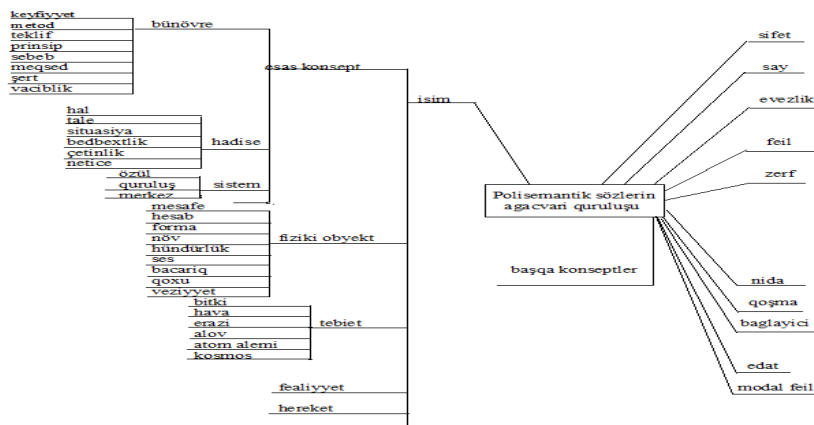 keyfiyyet
metod
teklif
prinsip
sebeb
meqsed
şert
vaciblik
bünövre
hal
tale
situasiya
bedbextlik
çetinlik
netice
hadise
özül
quruluş
merkez
sistem
esas konsept
mesafe
hesab
forma
növ
hündürlük
ses
bacariq
qoxu
veziyyet
fiziki obyekt
bitki
hava
erazi
alov
atom alemi
kosmos
tebiet
fealiyyet
hereket
isim
Polisemantik sözlerin
agacvari quruluşu
başqa konseptler
sifet
say
evezlik
feil
zerf
nida
qoşma
baglayici
edat
modal feil